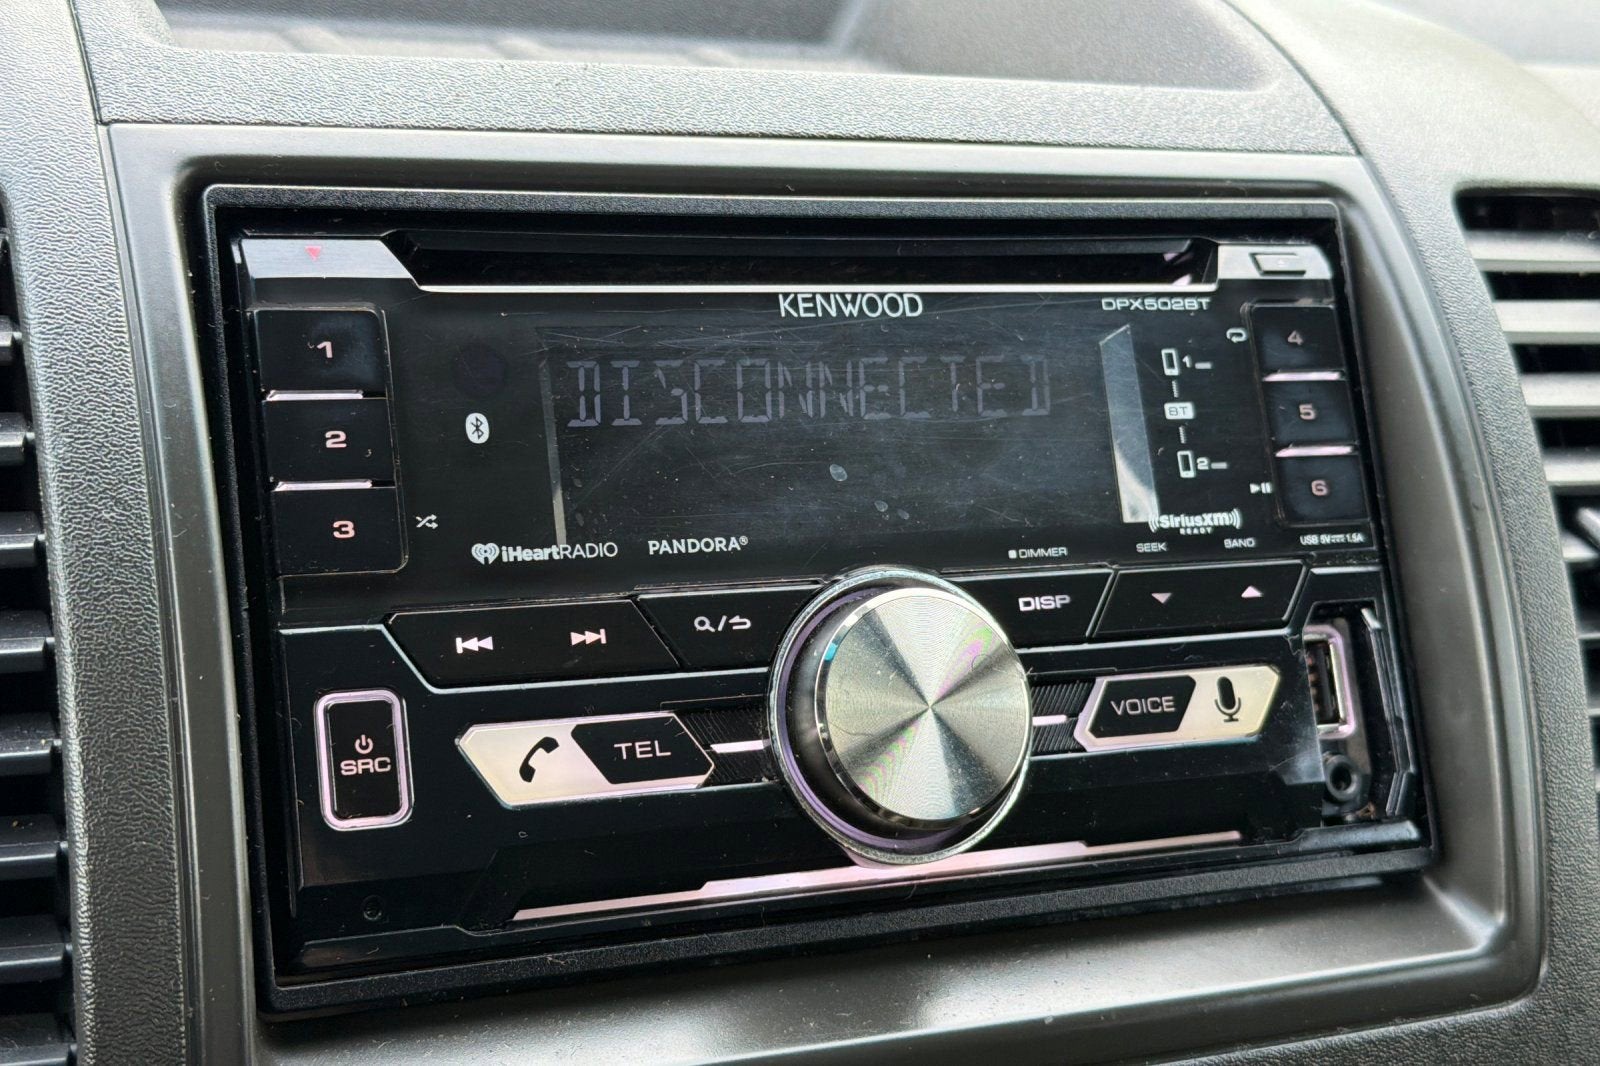 KENWOOD
DPX502BT
1
2
3
DISCONNECTED
1
BT
2
4
5
6
iHeartRADIO
PANDORA®
DIMMER
SiriusXM
READY
SEEK
BAND
USB 5V 1.5A
DISP
SRC
TEL
VOICE